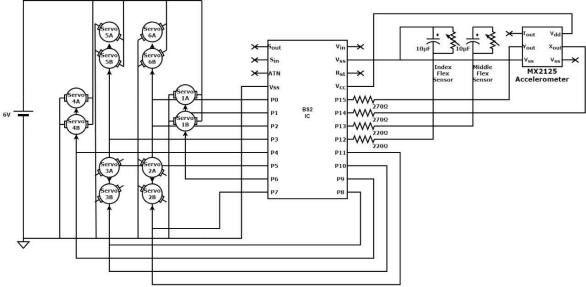 6V
Servo
5A
Servo
5B
Servo
6A
Servo
6B
Servo
4A
Servo
4B
Servo
1A
Servo
1B
Servo
3A
Servo
3B
Servo
2A
Servo
2B
Sout
Sin
ATN
Vss
P0
P1
P2
P3
P4
P5
P6
P7
BS2
IC
Vin
Vss
Rst
Vcc
P15
P14
P13
P12
P11
P10
P9
P8
270Ω
270Ω
220Ω
220Ω
10µF
10µF
Index
Flex
Sensor
Middle
Flex
Sensor
Tout
Yout
Vss
Vdd
Xout
Vss
MX2125
Accelerometer